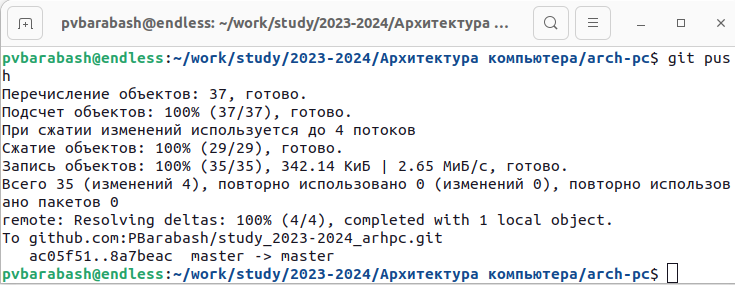 pvbarabash@endless: ~/work/study/2023-2024/Архитектура ...
pvbarabash@endless:~/work/study/2023-2024/Архитектура компьютера/arch-pc$ git pus
h
Перечисление объектов: 37, готово.
Подсчет объектов: 100% (37/37), готово.
При сжатии изменений используется до 4 потоков
Сжатие объектов: 100% (29/29), готово.
Запись объектов: 100% (35/35), 342.14 КиБ | 2.65 МиБ/с, готово.
Всего 35 (изменений 4), повторно использовано 0 (изменений 0), повторно использов
ано пакетов 0
remote: Resolving deltas: 100% (4/4), completed with 1 local object.
To github.com:PBarabash/study_2023-2024_arhpc.git
   ac05f51..8a7beac  master -> master
pvbarabash@endless:~/work/study/2023-2024/Архитектура компьютера/arch-pc$